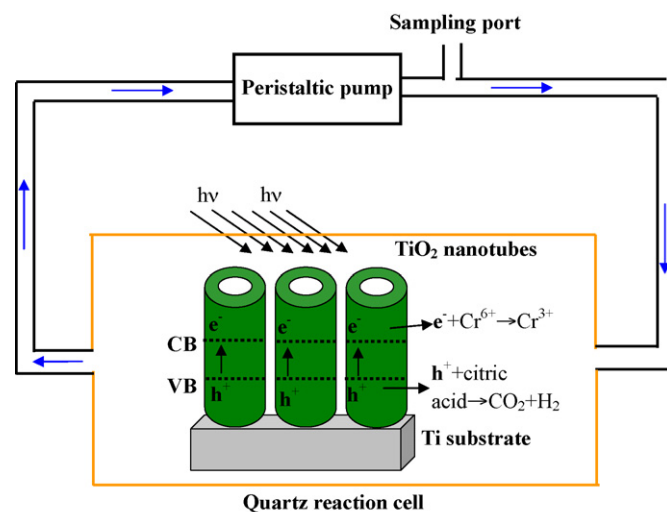 Sampling port
Peristaltic pump
hν hν
TiO₂ nanotubes
e⁻ e⁻ e⁻
e⁻+Cr⁶⁺→Cr³⁺
CB
VB
h⁺ h⁺ h⁺
h⁺+citric
acid→CO₂+H₂
Ti substrate
Quartz reaction cell